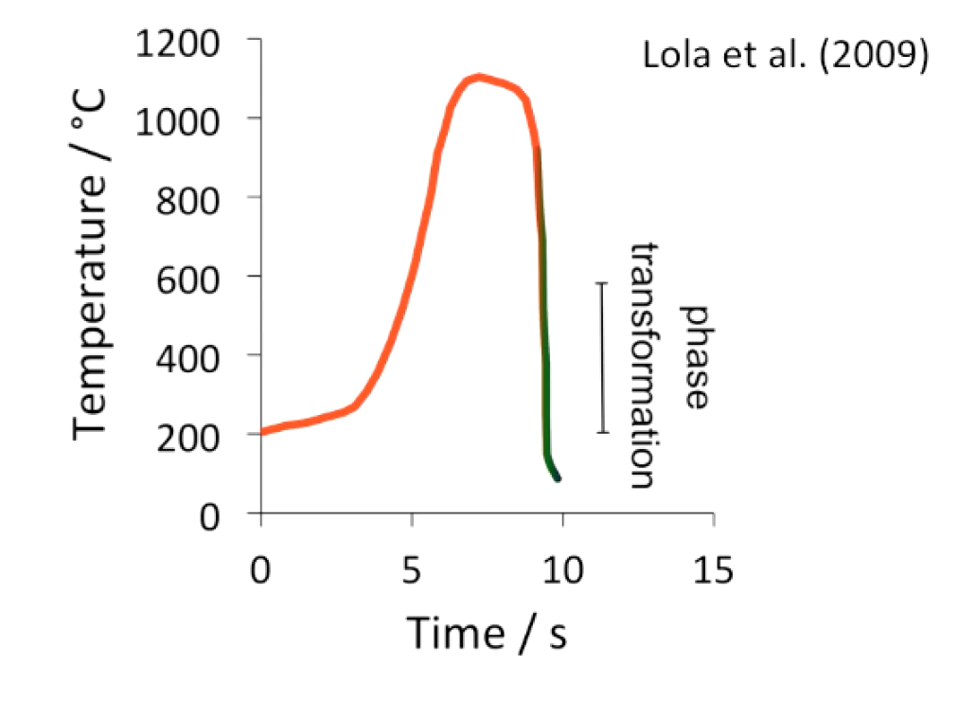 Lola et al. (2009)
Temperature / °C
1200
1000
800
600
400
200
0
phase
transformation
0 5 10 15
Time / s